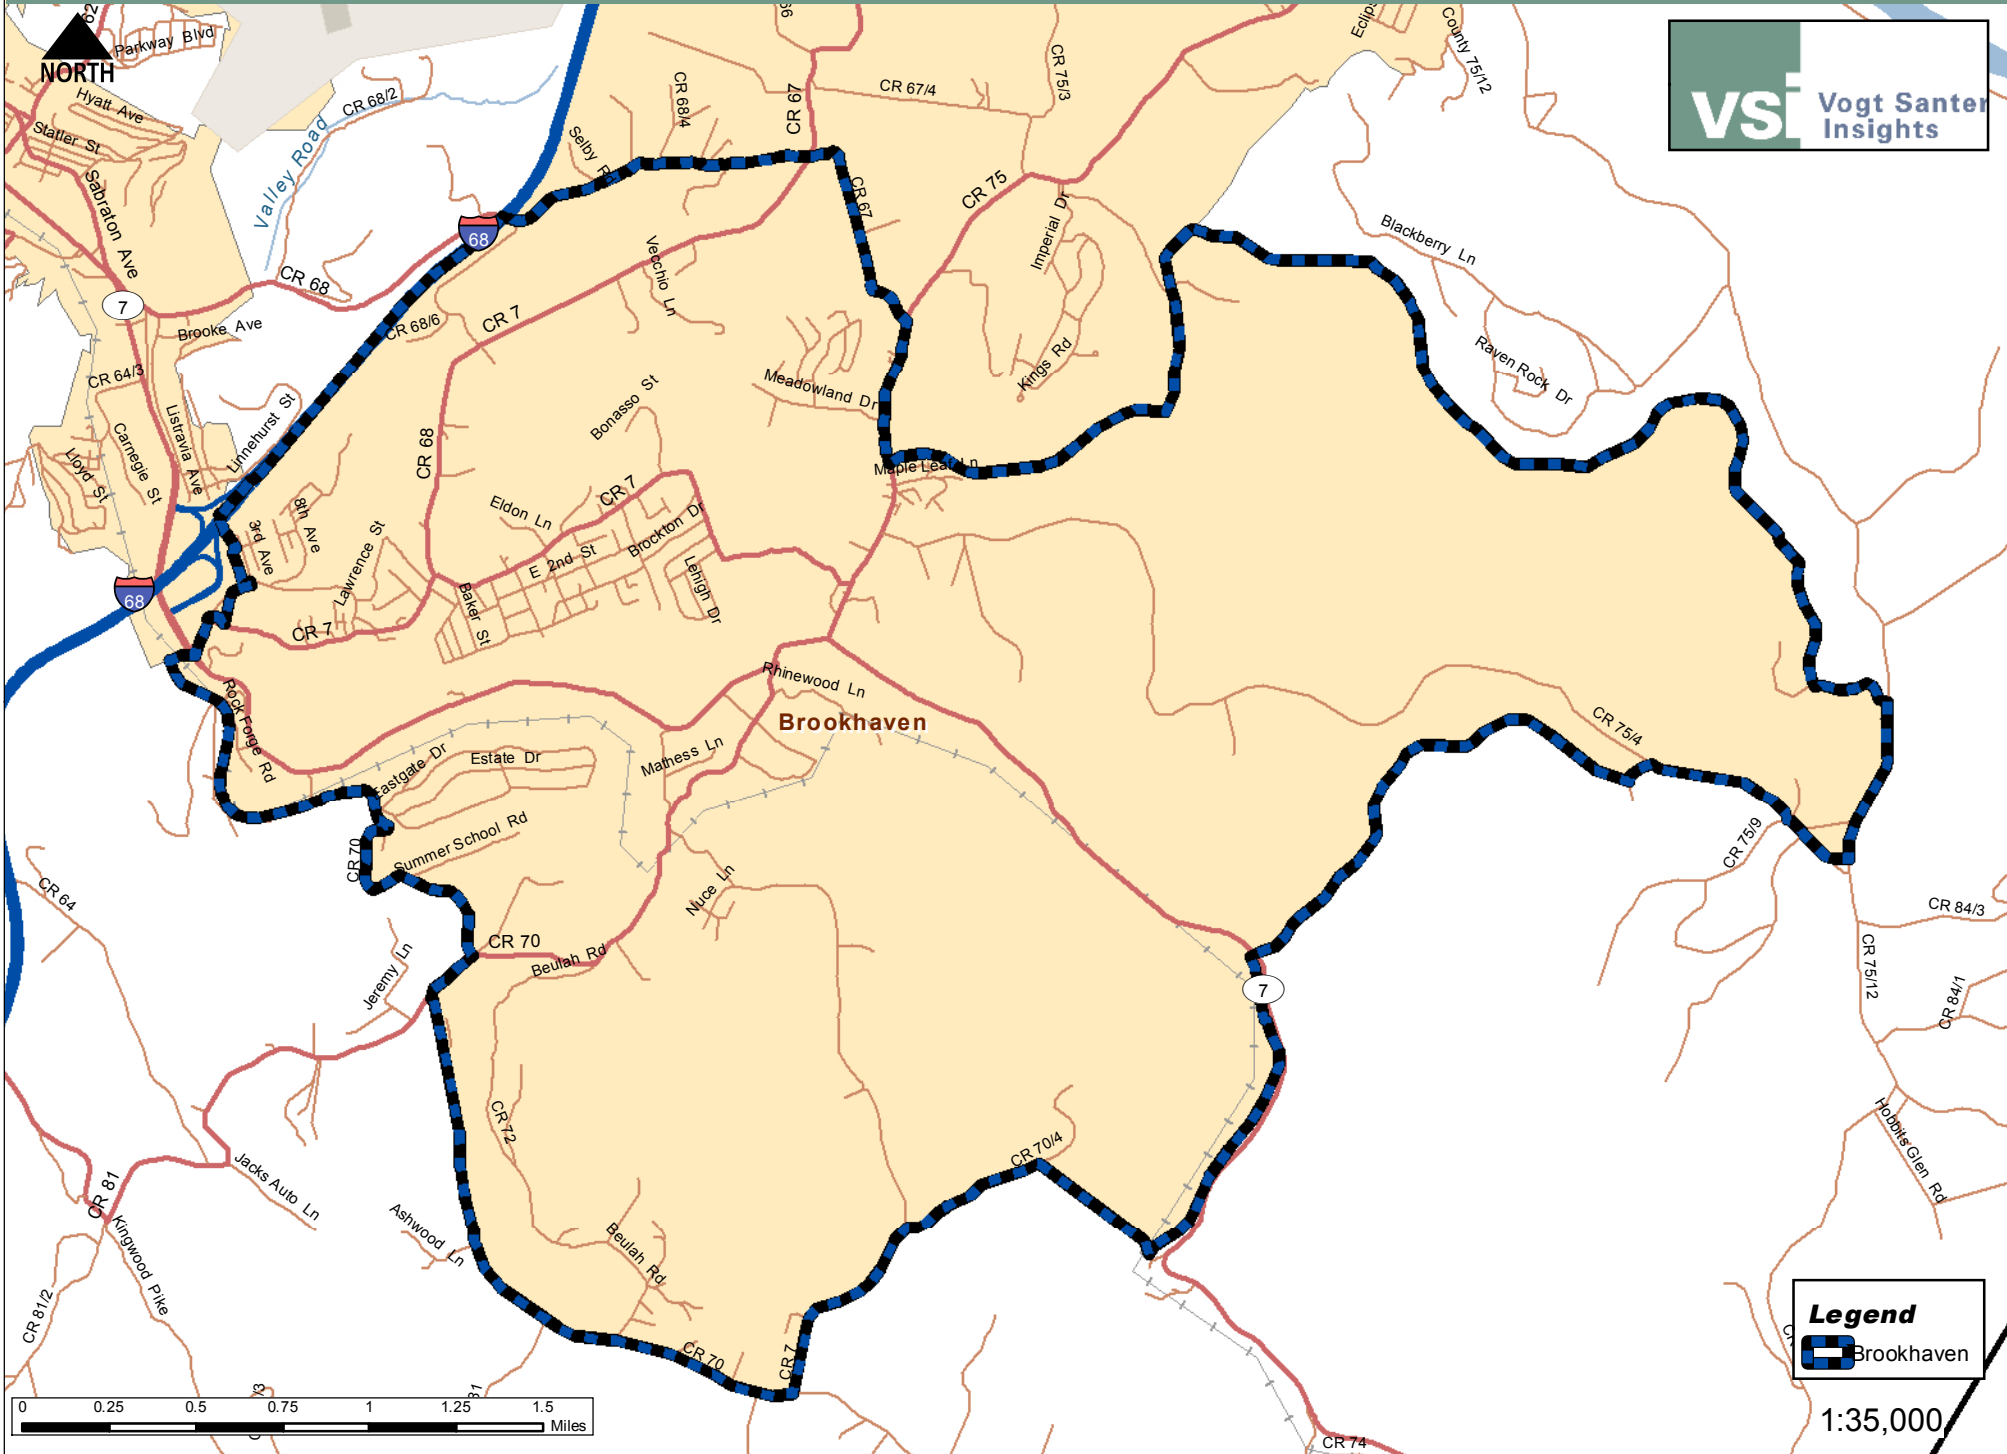 NORTH
62
Parkway Blvd
Hyatt Ave
Statler St
Sabraton Ave
Valley Road
CR 68/2
CR 68/4
Selby Rd
66
CR 67
CR 67/4
CR 75/3
County 75/12
vsi Vogt Santer
Insights
CR 67
CR 75
Imperial Dr
Blackberry Ln
68
CR 68
7
Brooke Ave
CR 68/6
CR 7
Vecchio Ln
Raven Rock Dr
Kings Rd
CR 64/3
Meadowland Dr
Bonasso St
Linnehurst St
Listravia Ave
Carnegie St
Lloyd St
CR 68
Maple Leaf Ln
CR 7
Eldon Ln
8th Ave
3rd Ave
Lawrence St
E 2nd St
Brockton Dr
Lehigh Dr
Baker St
68
CR 7
Rhinewood Ln
Brookhaven
Rock Forge Rd
Mathess Ln
CR 75/4
Eastgate Dr
Estate Dr
Summer School Rd
CR 70
CR 75/9
Nuce Ln
CR 64
CR 84/3
CR 70
Beulah Rd
Jeremy Ln
CR 75/12
CR 84/1
7
CR 72
CR 70/4
Hobbits Glen Rd
Jacks Auto Ln
CR 81
Kingwood Pike
Ashwood Ln
Beulah Rd
CR 81/2
CR 70
CR 7
Legend
Brookhaven
0 0.25 0.5 0.75 1 1.25 1.5
Miles
1:35,000
CR 74